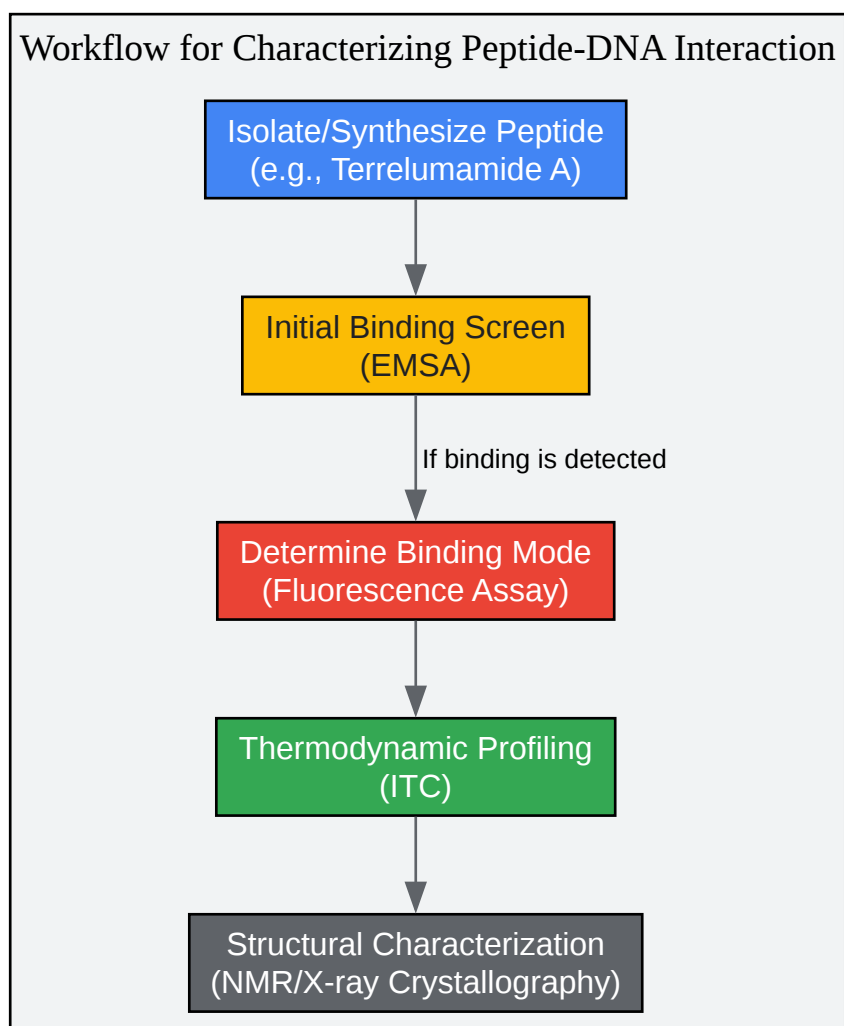 Workflow for Characterizing Peptide-DNA Interaction
Isolate/Synthesize Peptide
(e.g., Terrelumamide A)
Initial Binding Screen
(EMSA)
If binding is detected
Determine Binding Mode
(Fluorescence Assay)
Thermodynamic Profiling
(ITC)
Structural Characterization
(NMR/X-ray Crystallography)